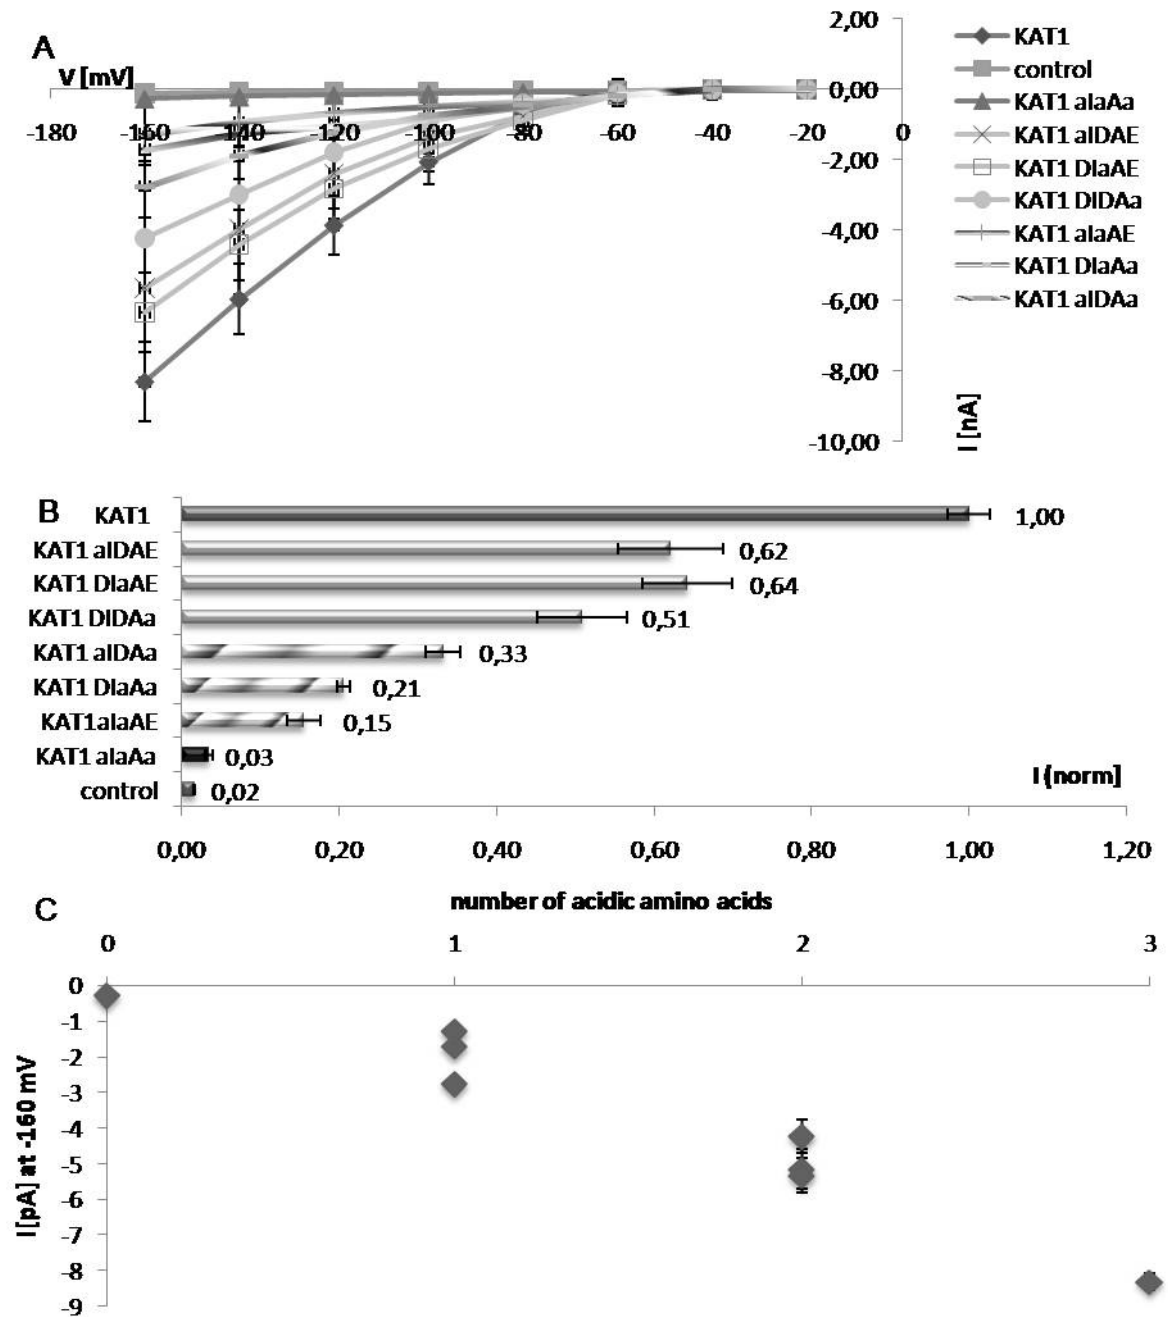 A
V [mV]
2,00
0,00
-2,00
-4,00
-6,00
-8,00
-10,00
-180
-160
-140
-120
-100
-80
-60
-40
-20
0
I [nA]
KAT1
control
KAT1 alaAa
KAT1 alDAE
KAT1 DlaAE
KAT1 DlDAa
KAT1 alaAE
KAT1 DlaAa
KAT1 alDAa
B
KAT1 1,00
KAT1 alDAE 0,62
KAT1 DlaAE 0,64
KAT1 DlDAa 0,51
KAT1 alDAa 0,33
KAT1 DlaAa 0,21
KAT1alaAE 0,15
KAT1 alaAa 0,03
control 0,02
I (norm]
0,00 0,20 0,40 0,60 0,80 1,00 1,20
C
number of acidic amino acids
0 1 2 3
0
-1
-2
-3
-4
-5
-6
-7
-8
-9
I [pA] at -160 mV